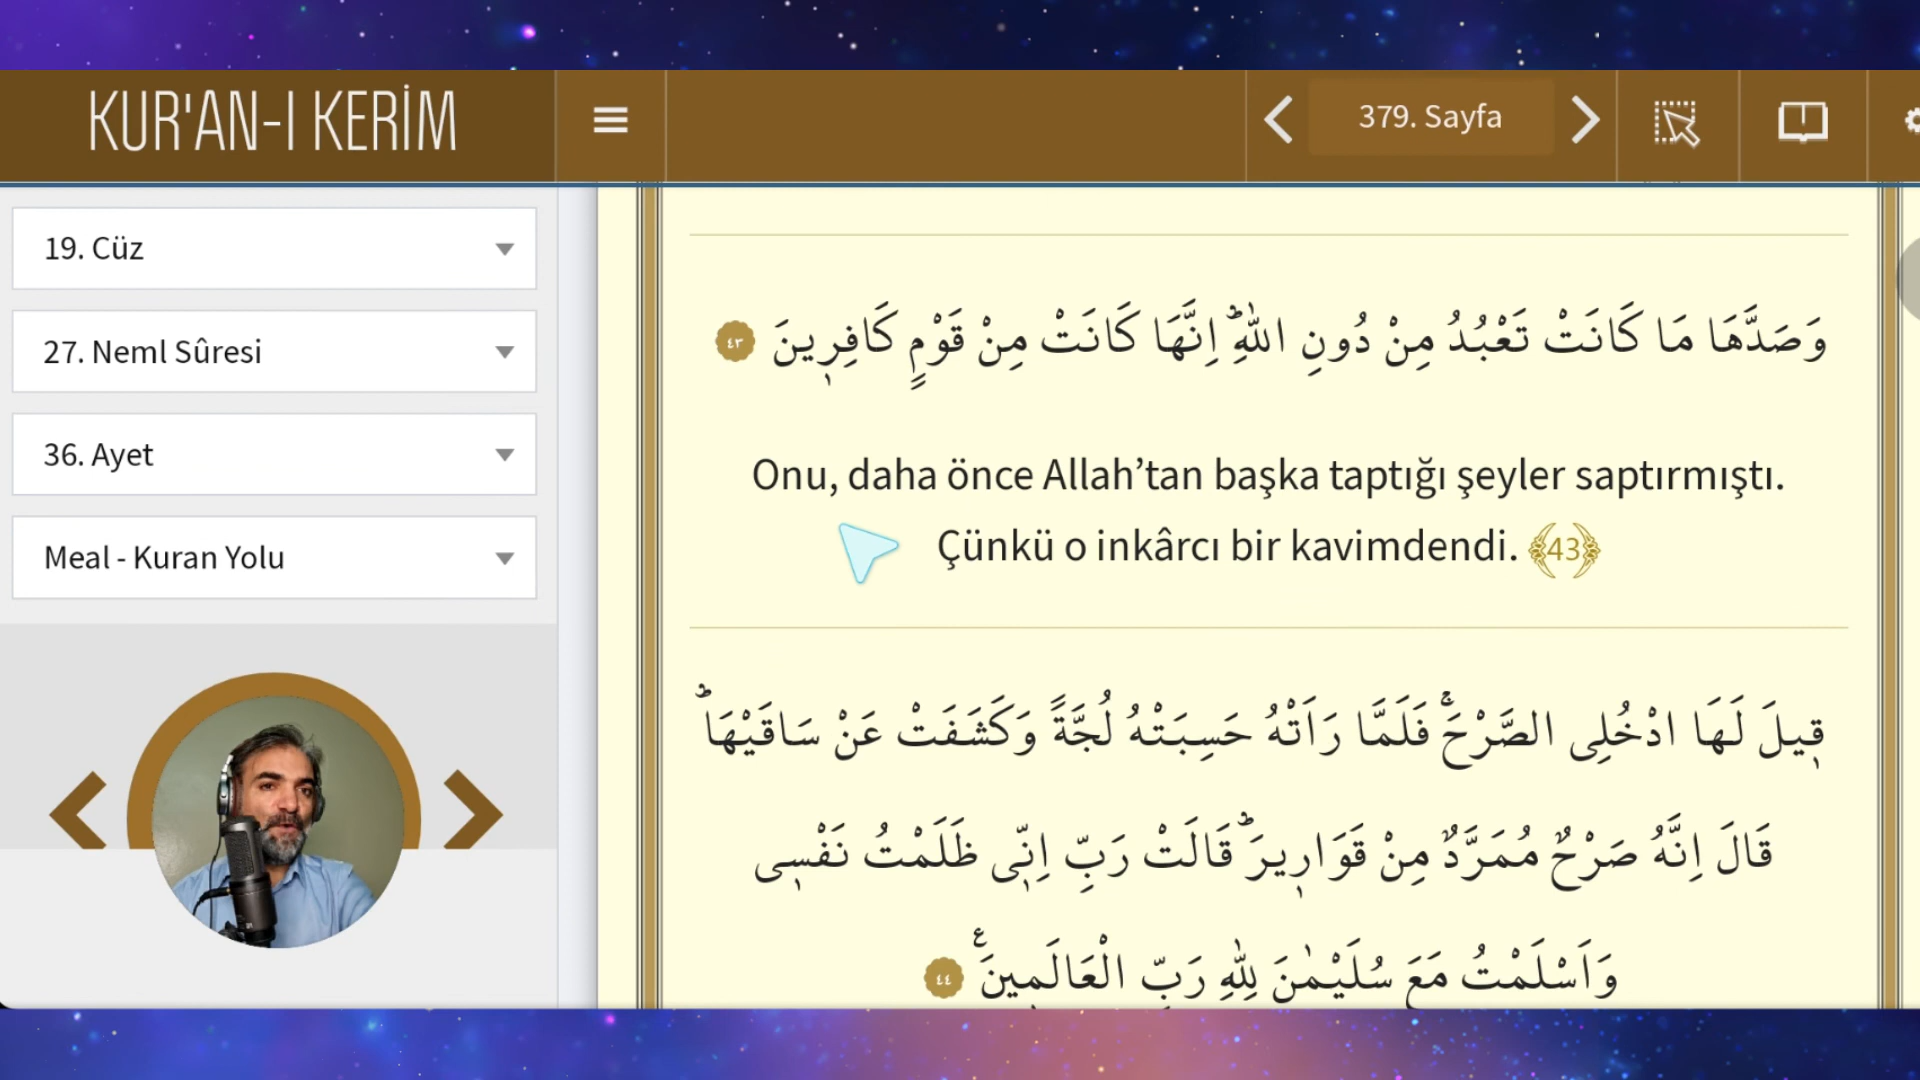 KUR'AN-I KERİM
379. Sayfa
19. Cüz
27. Neml Sûresi
36. Ayet
Meal - Kuran Yolu
وَصَدَّهَا مَا كَانَتْ تَعْبُدُ مِنْ دُونِ اللّٰهِۜ اِنَّهَا كَانَتْ مِنْ قَوْمٍ كَافِر۪ينَ ٤٣
Onu, daha önce Allah’tan başka taptığı şeyler saptırmıştı.
Çünkü o inkârcı bir kavimdendi. ﴾43﴿
ق۪يلَ لَهَا ادْخُلِى الصَّرْحَۚ فَلَمَّا رَاَتْهُ حَسِبَتْهُ لُجَّةً وَكَشَفَتْ عَنْ سَاقَيْهَاۜ
قَالَ اِنَّهُ صَرْحٌ مُمَرَّدٌ مِنْ قَوَار۪يرَۜ قَالَتْ رَبِّ اِنّ۪ى ظَلَمْتُ نَفْس۪ى
وَاَسْلَمْتُ مَعَ سُلَيْمٰنَ لِلّٰهِ رَبِّ الْعَالَم۪ينَ۟ ٤٤